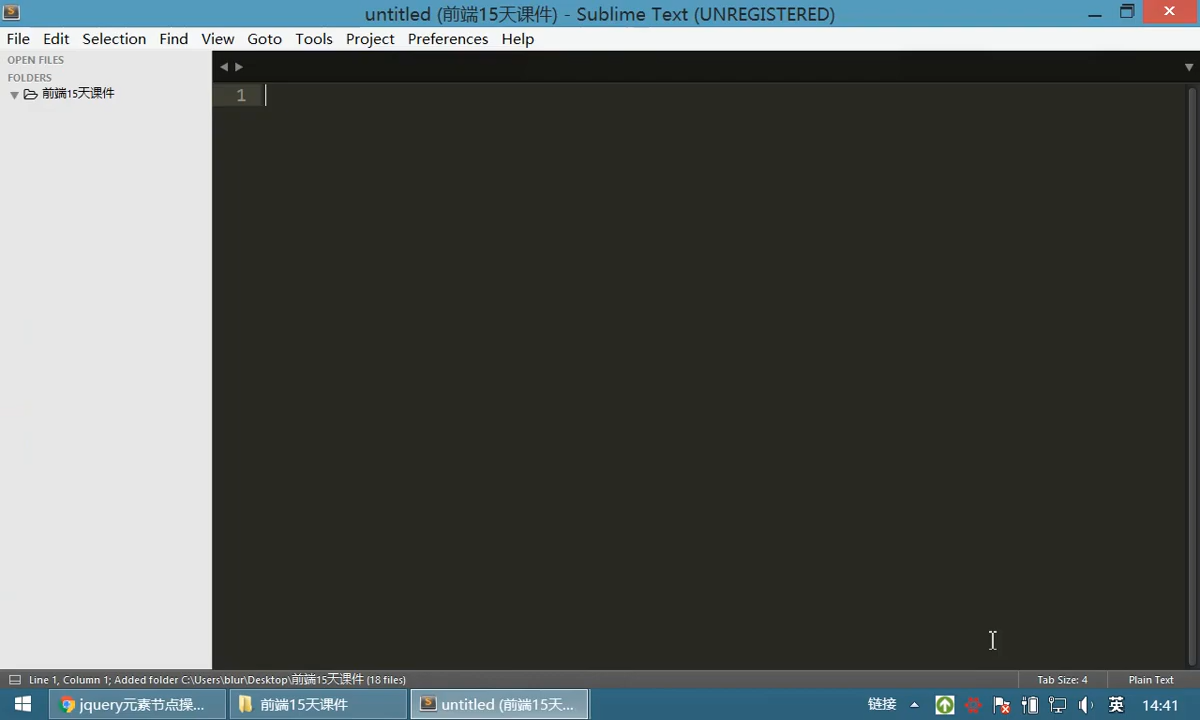 untitled (前端15天课件) - Sublime Text (UNREGISTERED)
File Edit Selection Find View Goto Tools Project Preferences Help
OPEN FILES
FOLDERS
前端15天课件
1
Line 1, Column 1; Added folder C:\Users\blur\Desktop\前端15天课件 (18 files)
Tab Size: 4
Plain Text
jquery元素节点操...
前端15天课件
untitled (前端15天...
链接
英
14:41